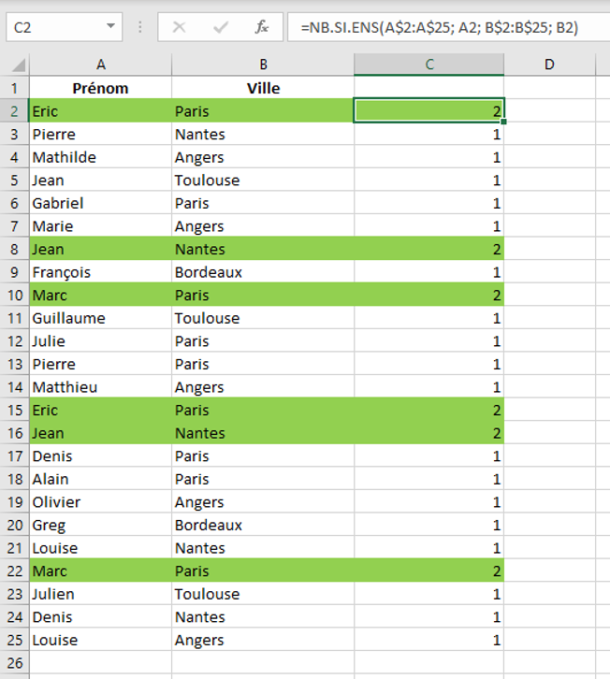 C2 fx =NB.SI.ENS(A$2:A$25; A2; B$2:B$25; B2)
A B C D
1 Prénom Ville
2 Eric Paris 2
3 Pierre Nantes 1
4 Mathilde Angers 1
5 Jean Toulouse 1
6 Gabriel Paris 1
7 Marie Angers 1
8 Jean Nantes 2
9 François Bordeaux 1
10 Marc Paris 2
11 Guillaume Toulouse 1
12 Julie Paris 1
13 Pierre Paris 1
14 Matthieu Angers 1
15 Eric Paris 2
16 Jean Nantes 2
17 Denis Paris 1
18 Alain Paris 1
19 Olivier Angers 1
20 Greg Bordeaux 1
21 Louise Nantes 1
22 Marc Paris 2
23 Julien Toulouse 1
24 Denis Nantes 1
25 Louise Angers 1
26